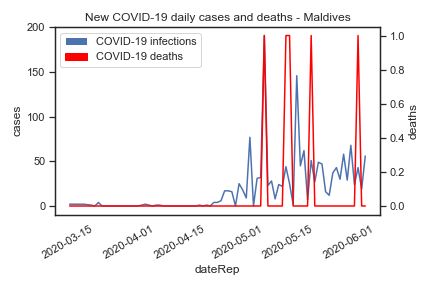 New COVID-19 daily cases and deaths - Maldives
COVID-19 infections
COVID-19 deaths
200
150
100
50
0
cases
1.0
0.8
0.6
0.4
0.2
0.0
deaths
2020-03-15
2020-04-01
2020-04-15
2020-05-01
2020-05-15
2020-06-01
dateRep